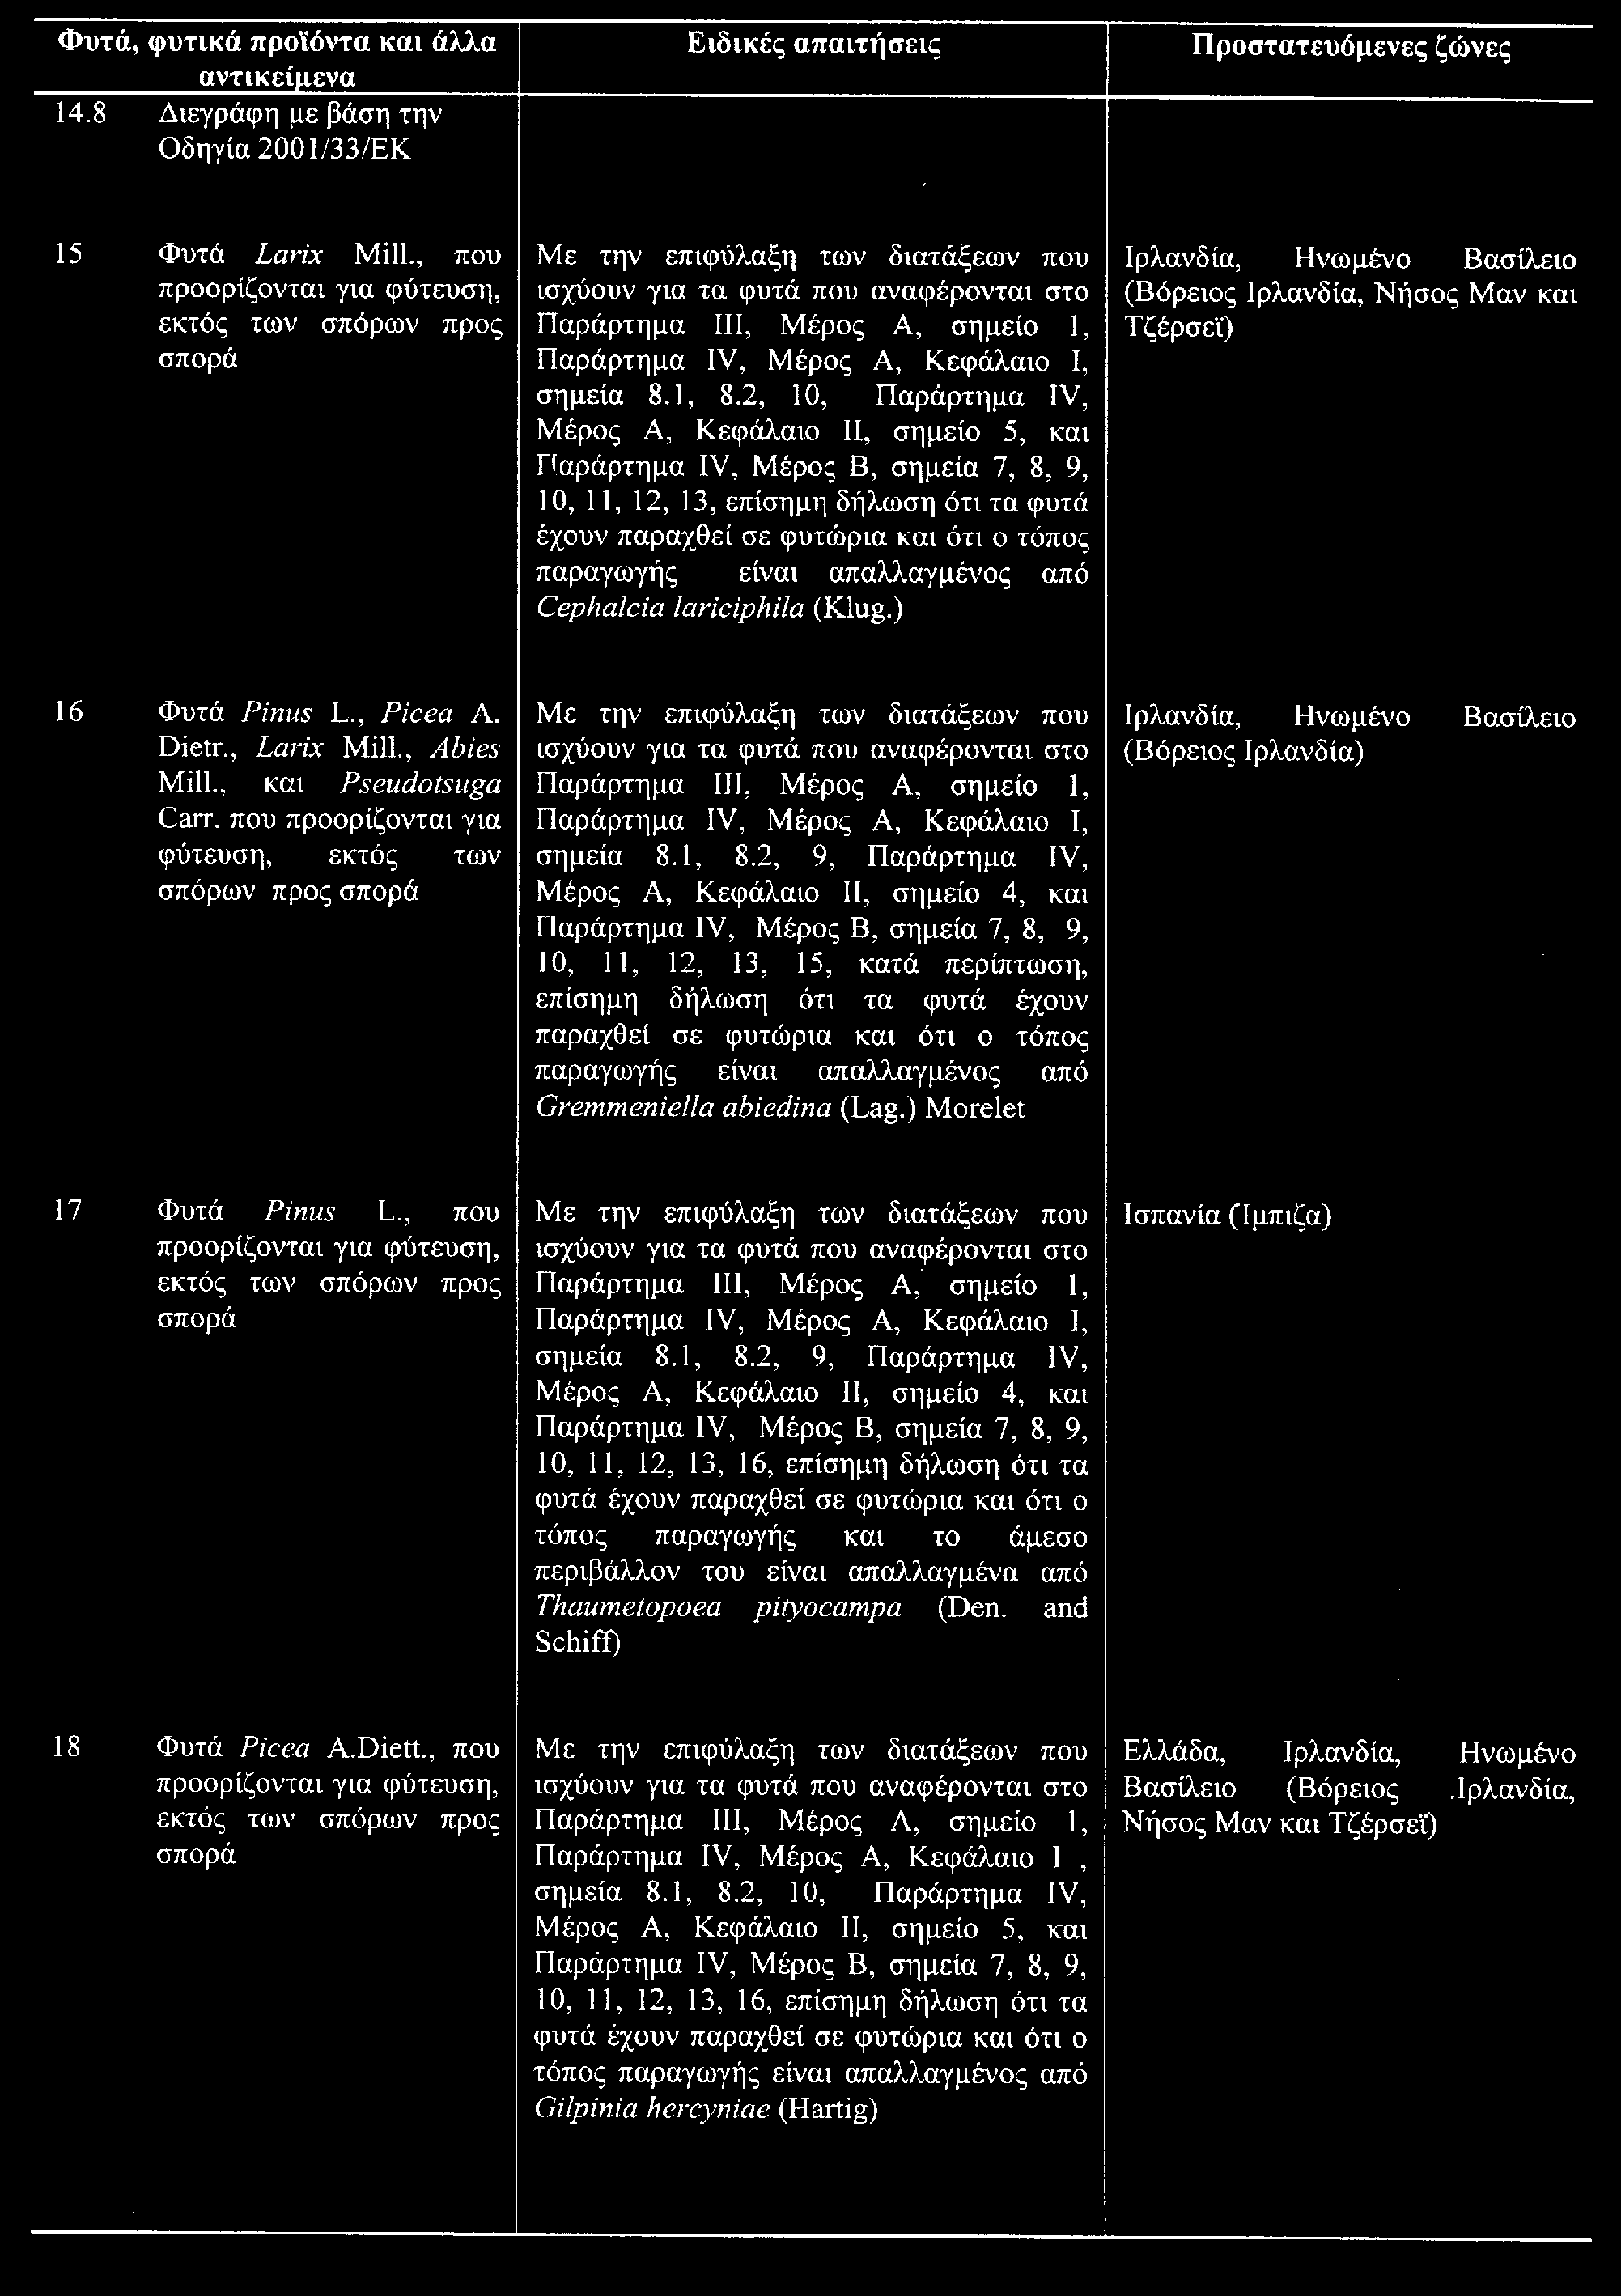 Φυτά, φυτικά προϊόντα και άλλα
αντικείμενα
Ειδικές απαιτήσεις
Προστατευόμενες ζώνες
14.8 Διεγράφη με βάση την
Οδηγία 2001/33/ΕΚ
15 Φυτά Larix Mill., που
προορίζονται για φύτευση,
εκτός των σπόρων προς
σπορά
Με την επιφύλαξη των διατάξεων που
ισχύουν για τα φυτά που αναφέρονται στο
Παράρτημα III, Μέρος Α, σημείο 1,
Παράρτημα IV, Μέρος Α, Κεφάλαιο I,
σημεία 8.1, 8.2, 10, Παράρτημα IV,
Μέρος Α, Κεφάλαιο II, σημείο 5, και
Παράρτημα IV, Μέρος Β, σημεία 7, 8, 9,
10, 11, 12, 13, επίσημη δήλωση ότι τα φυτά
έχουν παραχθεί σε φυτώρια και ότι ο τόπος
παραγωγής είναι απαλλαγμένος από
Cephalcia lariciphila (Klug.)
Ιρλανδία, Ηνωμένο Βασίλειο
(Βόρειος Ιρλανδία, Νήσος Μαν και
Τζέρσεϊ)
16 Φυτά Pinus L., Picea A.
Dietr., Larix Mill., Abies
Mill., και Pseudotsuga
Carr. που προορίζονται για
φύτευση, εκτός των
σπόρων προς σπορά
Με την επιφύλαξη των διατάξεων που
ισχύουν για τα φυτά που αναφέρονται στο
Παράρτημα III, Μέρος Α, σημείο 1,
Παράρτημα IV, Μέρος Α, Κεφάλαιο I,
σημεία 8.1, 8.2, 9, Παράρτημα IV,
Μέρος Α, Κεφάλαιο II, σημείο 4, και
Παράρτημα IV, Μέρος Β, σημεία 7, 8, 9,
10, 11, 12, 13, 15, κατά περίπτωση,
επίσημη δήλωση ότι τα φυτά έχουν
παραχθεί σε φυτώρια και ότι ο τόπος
παραγωγής είναι απαλλαγμένος από
Gremmeniella abiedina (Lag.) Morelet
Ιρλανδία, Ηνωμένο Βασίλειο
(Βόρειος Ιρλανδία)
17 Φυτά Pinus L., που
προορίζονται για φύτευση,
εκτός των σπόρων προς
σπορά
Με την επιφύλαξη των διατάξεων που
ισχύουν για τα φυτά που αναφέρονται στο
Παράρτημα III, Μέρος Α, σημείο 1,
Παράρτημα IV, Μέρος Α, Κεφάλαιο I,
σημεία 8.1, 8.2, 9, Παράρτημα IV,
Μέρος Α, Κεφάλαιο II, σημείο 4, και
Παράρτημα IV, Μέρος Β, σημεία 7, 8, 9,
10, 11, 12, 13, 16, επίσημη δήλωση ότι τα
φυτά έχουν παραχθεί σε φυτώρια και ότι ο
τόπος παραγωγής και το άμεσο
περιβάλλον του είναι απαλλαγμένα από
Thaumetopoea pityocampa (Den. and
Schiff)
Ισπανία (Ίμπιζα)
18 Φυτά Picea A.Diett., που
προορίζονται για φύτευση,
εκτός των σπόρων προς
σπορά
Με την επιφύλαξη των διατάξεων που
ισχύουν για τα φυτά που αναφέρονται στο
Παράρτημα III, Μέρος Α, σημείο 1,
Παράρτημα IV, Μέρος Α, Κεφάλαιο I ,
σημεία 8.1, 8.2, 10, Παράρτημα IV,
Μέρος Α, Κεφάλαιο II, σημείο 5, και
Παράρτημα IV, Μέρος Β, σημεία 7, 8, 9,
10, 11, 12, 13, 16, επίσημη δήλωση ότι τα
φυτά έχουν παραχθεί σε φυτώρια και ότι ο
τόπος παραγωγής είναι απαλλαγμένος από
Gilpinia hercyniae (Hartig)
Ελλάδα, Ιρλανδία, Ηνωμένο
Βασίλειο (Βόρειος .Ιρλανδία,
Νήσος Μαν και Τζέρσεϊ)